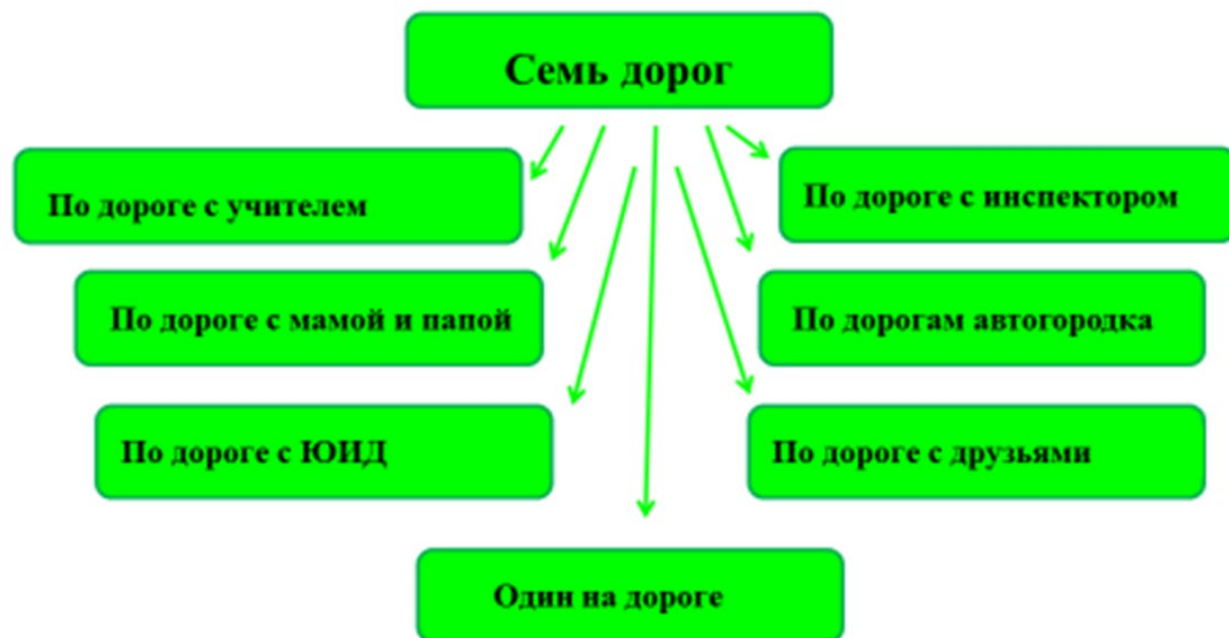 Семь дорог
По дороге с учителем
По дороге с инспектором
По дороге с мамой и папой
По дорогам автогородка
По дороге с ЮИД
По дороге с друзьями
Один на дороге